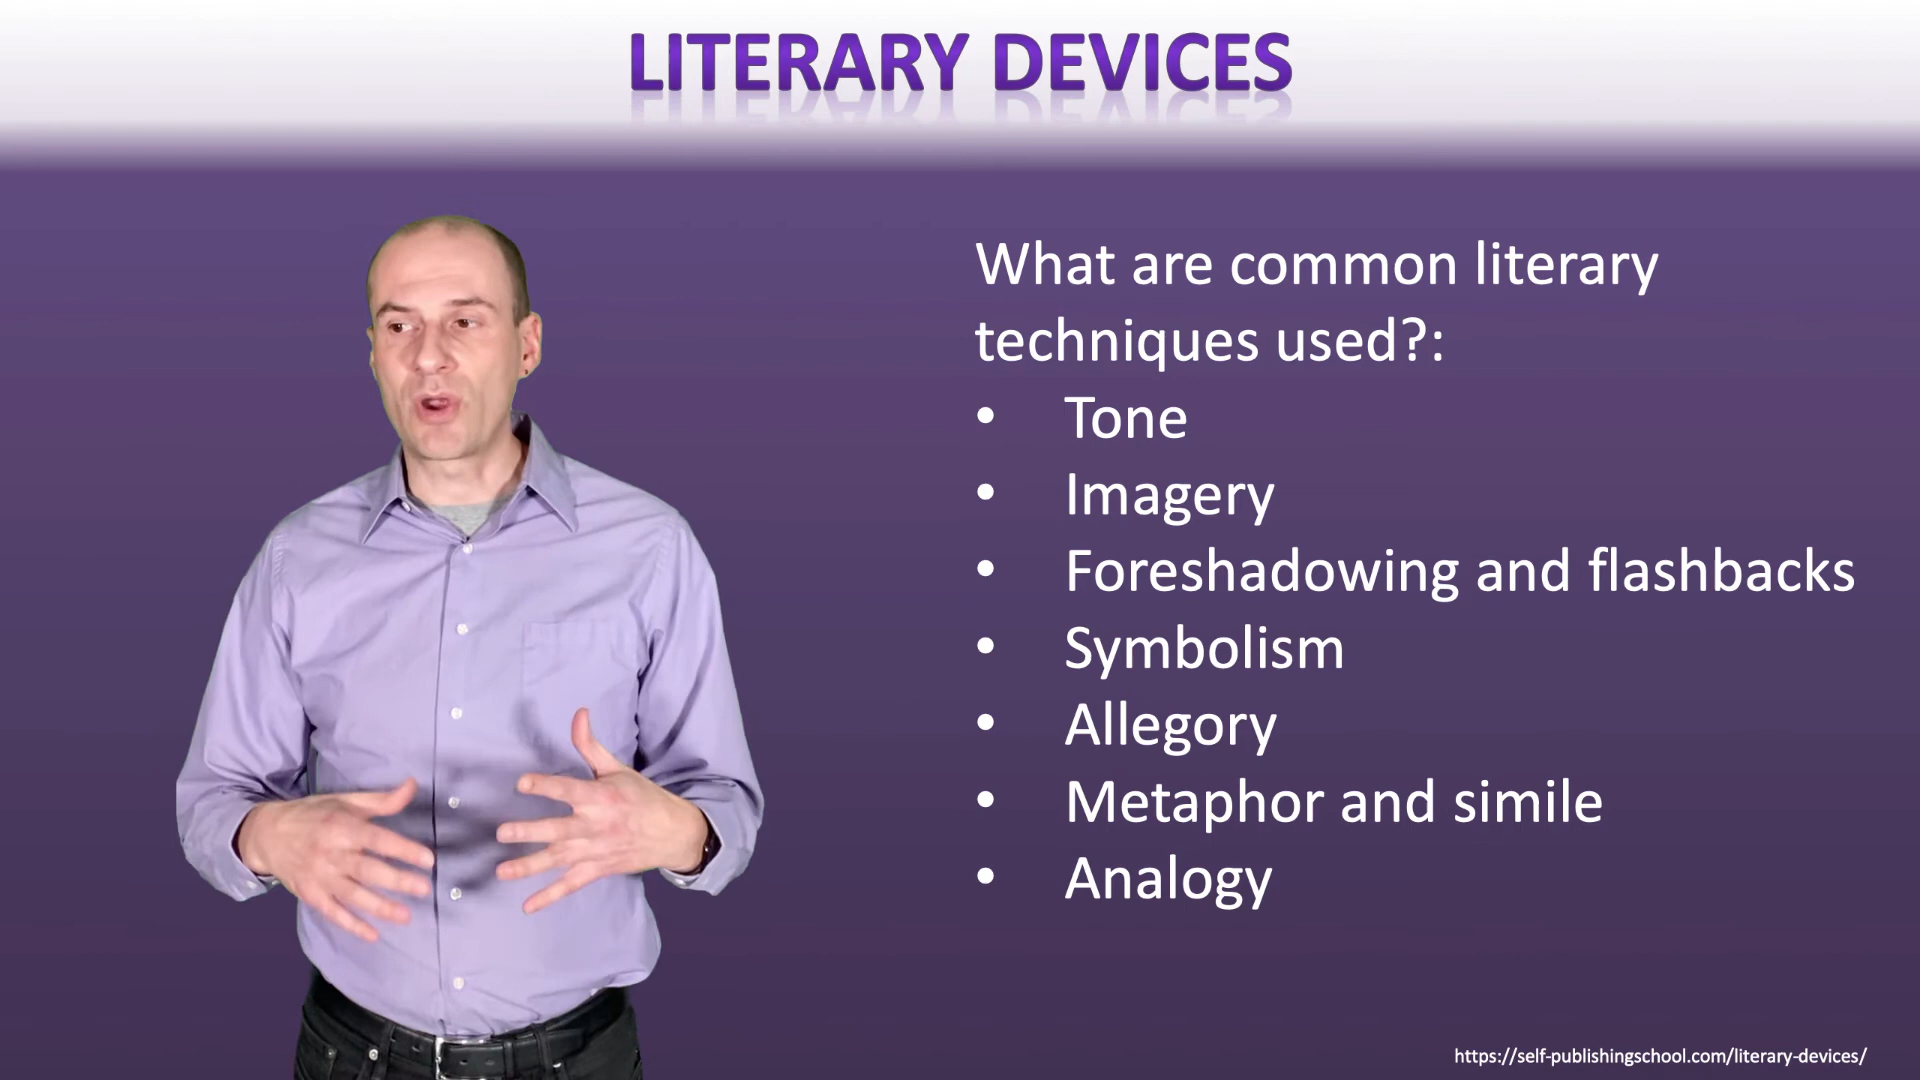 LITERARY DEVICES
What are common literary
techniques used?:
• Tone
• Imagery
• Foreshadowing and flashbacks
• Symbolism
• Allegory
• Metaphor and simile
• Analogy
https://self-publishingschool.com/literary-devices/